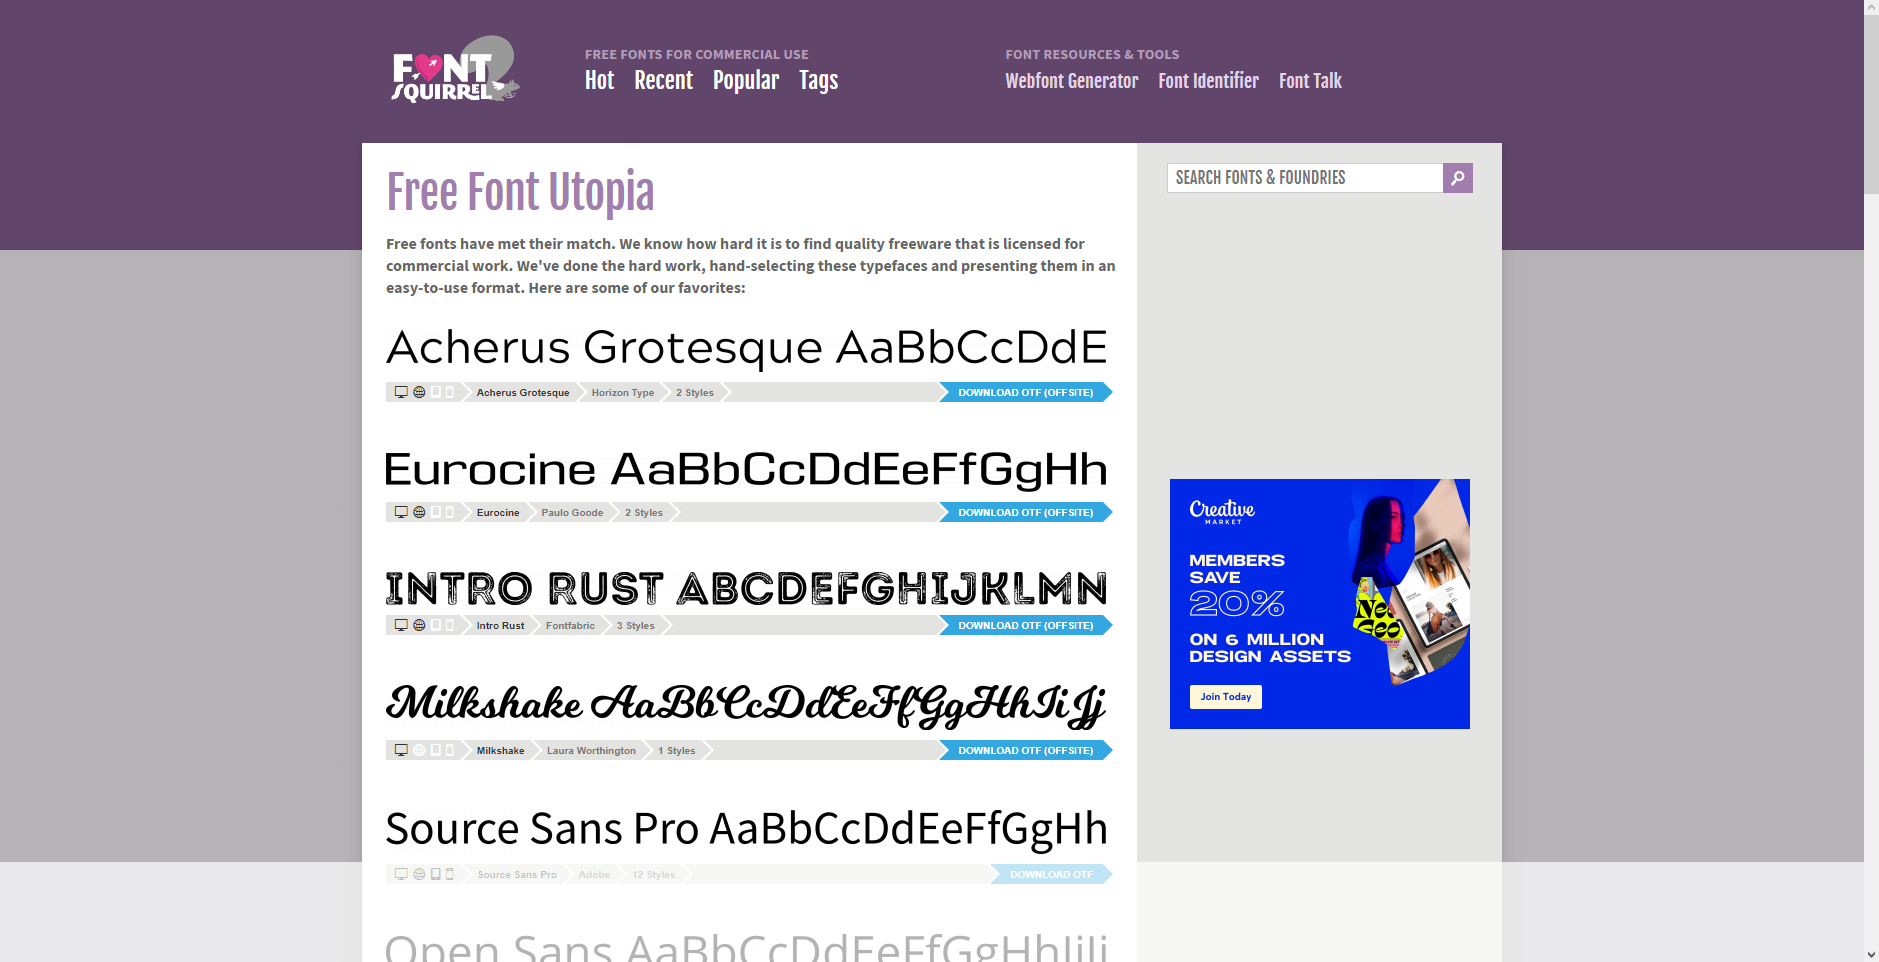 FONT
SQUIRREL
FREE FONTS FOR COMMERCIAL USE
Hot Recent Popular Tags
FONT RESOURCES & TOOLS
Webfont Generator Font Identifier Font Talk
Free Font Utopia
Free fonts have met their match. We know how hard it is to find quality freeware that is licensed for
commercial work. We've done the hard work, hand-selecting these typefaces and presenting them in an
easy-to-use format. Here are some of our favorites:
Acherus Grotesque AaBbCcDdE
Acherus Grotesque Horizon Type 2 Styles DOWNLOAD OTF (OFFSITE)
Eurocine AaBbCcDdEeFfGgHh
Eurocine Paulo Goode 2 Styles DOWNLOAD OTF (OFFSITE)
INTRO RUST ABCDEFGHIJKLMN
Intro Rust Fontfabric 3 Styles DOWNLOAD OTF (OFFSITE)
Milkshake AaBbCcDdEeFfGgHhIiJj
Milkshake Laura Worthington 1 Styles DOWNLOAD OTF (OFFSITE)
Source Sans Pro AaBbCcDdEeFfGgHh
Source Sans Pro Adobe 12 Styles DOWNLOAD OTF
Open Sans AaBbCcDdEeFfGgHhIiJj
SEARCH FONTS & FOUNDRIES
Creative
MARKET
MEMBERS
SAVE
20%
ON 6 MILLION
DESIGN ASSETS
Join Today